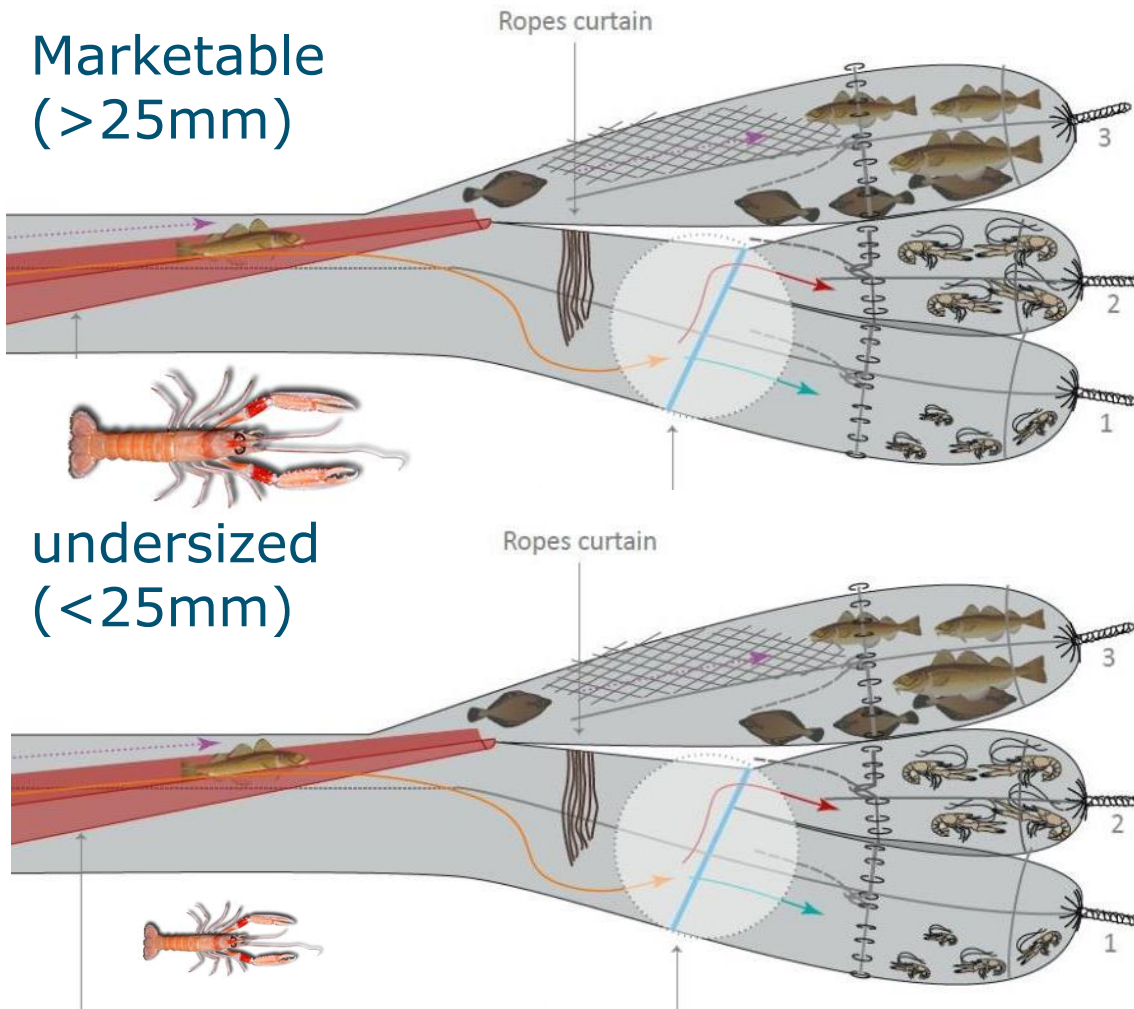 Ropes curtain
Marketable
(>25mm)
3
2
1
undersized
(<25mm)
Ropes curtain
3
2
1